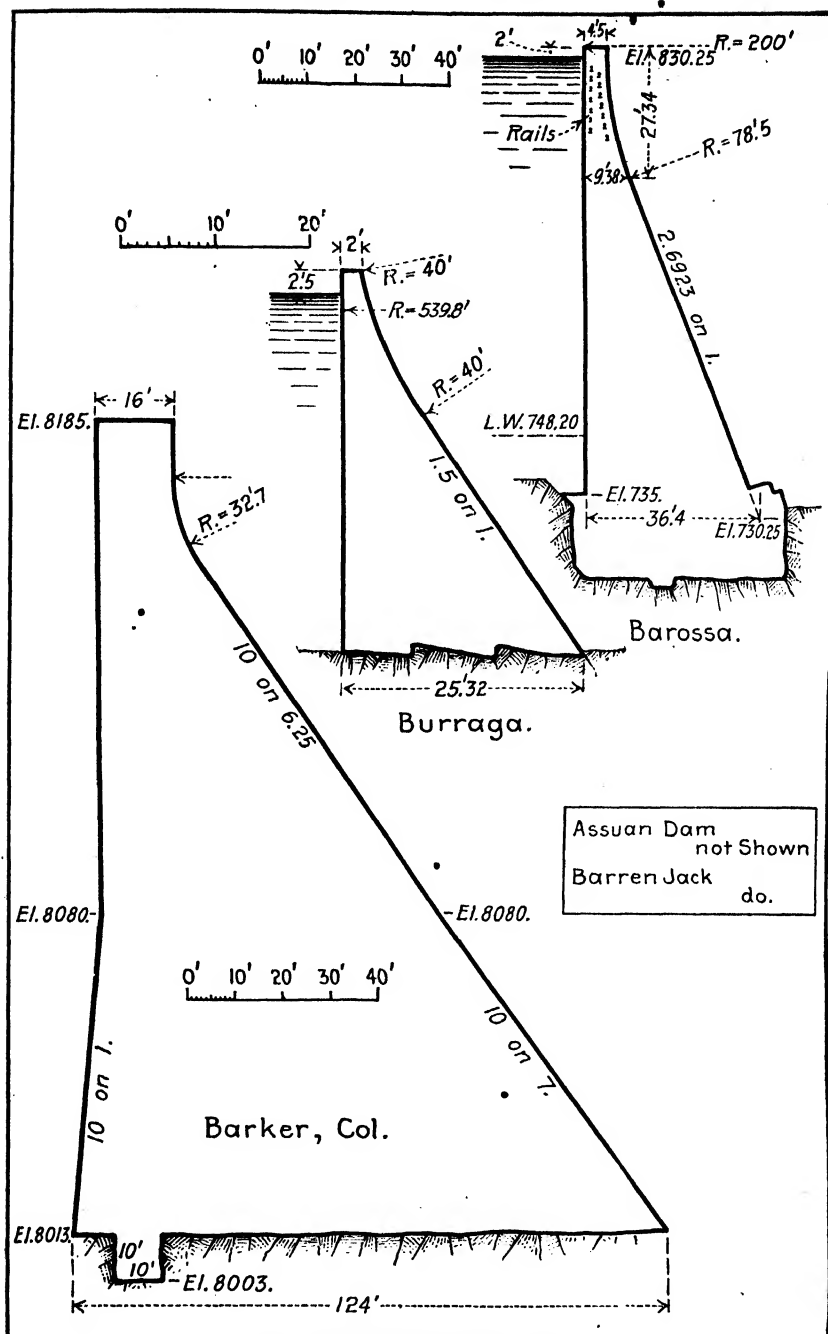 0' 10' 20' 30' 40'
2'
4'.5
R.=200'
El. 830.25
27'.34
Rails
9'.38
R.=78'.5
2.6923 on 1.
L.W. 748.20
El. 735.
36'.4
El. 730.25
Barossa.
0' 10' 20'
2'
2'.5
R.=40'
R.=539.8'
R.=40'
1.5 on 1.
25'.32
Burraga.
16'
El. 8185.
R.=32'.7
10 on 6.25
Assuan Dam
not Shown
Barren Jack
do.
El. 8080.
El. 8080.
0' 10' 20' 30' 40'
10 on 1.
10 on 7.
Barker, Col.
El. 8013.
10'
10'
El. 8003.
124'